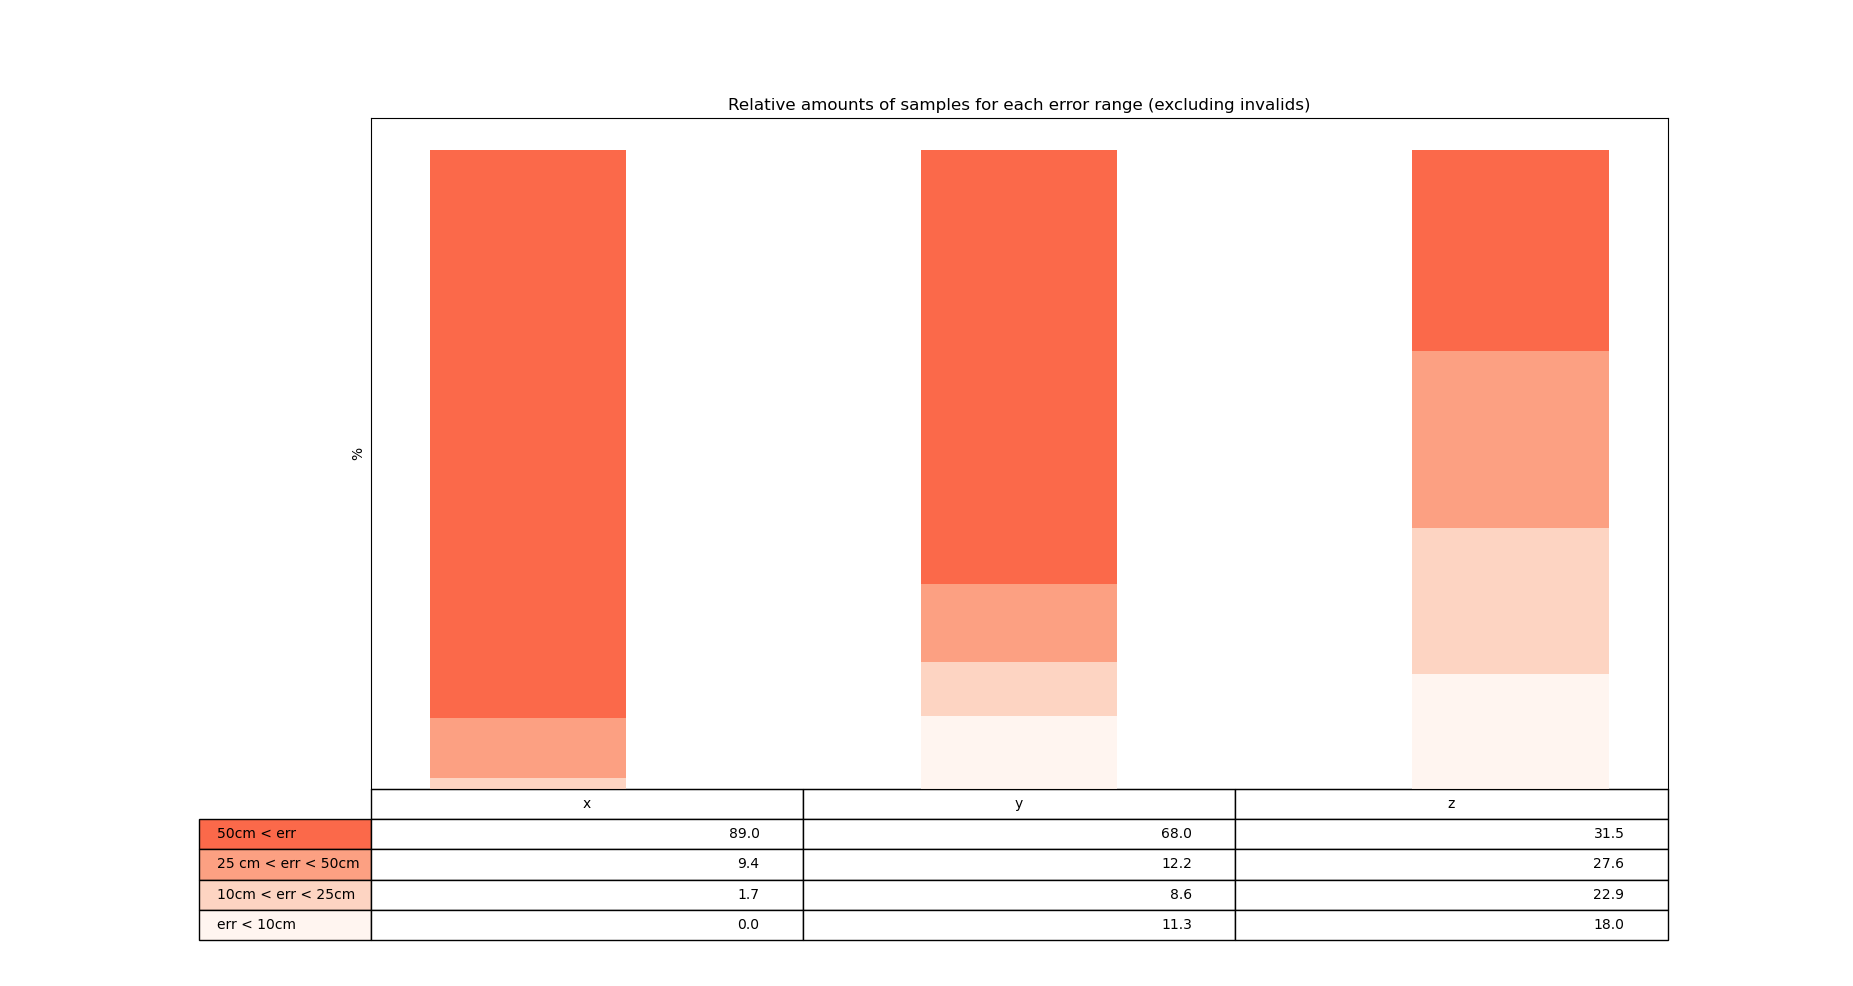 Relative amounts of samples for each error range (excluding invalids)
%
x y z
50cm < err 89.0 68.0 31.5
25 cm < err < 50cm 9.4 12.2 27.6
10cm < err < 25cm 1.7 8.6 22.9
err < 10cm 0.0 11.3 18.0